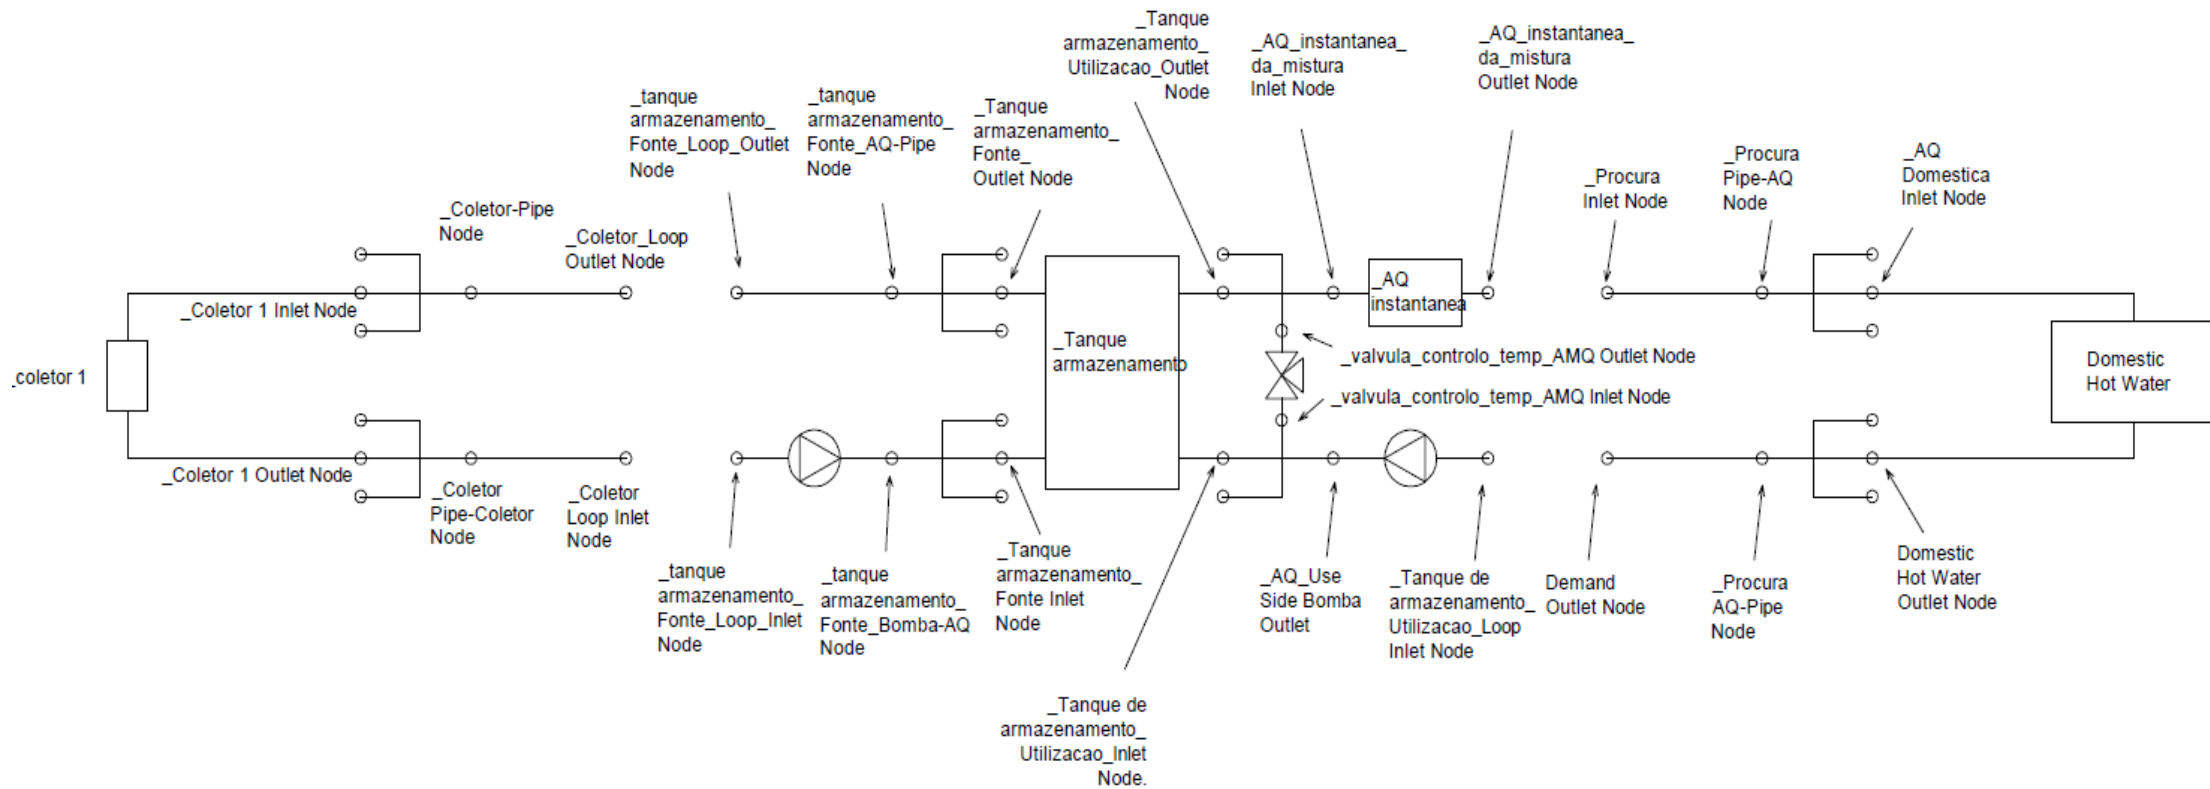 _Tanque
armazenamento_
Utilizacao_Outlet
Node
_AQ_instantanea_
da_mistura
Inlet Node
_AQ_instantanea_
da_mistura
Outlet Node
_tanque
armazenamento_
Fonte_Loop_Outlet
Node
_tanque
armazenamento_
Fonte_AQ-Pipe
Node
_Tanque
armazenamento_
Fonte_
Outlet Node
_Procura
Inlet Node
_Procura
Pipe-AQ
Node
_AQ
Domestica
Inlet Node
_Coletor-Pipe
Node
_Coletor_Loop
Outlet Node
_Coletor 1 Inlet Node
_AQ
instantanea
_Tanque
armazenamento
_valvula_controlo_temp_AMQ Outlet Node
_valvula_controlo_temp_AMQ Inlet Node
Domestic
Hot Water
_coletor 1
_Coletor 1 Outlet Node
_Coletor
Pipe-Coletor
Node
_Coletor
Loop Inlet
Node
_tanque
armazenamento_
Fonte_Loop_Inlet
Node
_tanque
armazenamento_
Fonte_Bomba-AQ
Node
_Tanque
armazenamento_
Fonte Inlet
Node
_AQ_Use
Side Bomba
Outlet
_Tanque de
armazenamento_
Utilizacao_Loop
Inlet Node
Demand
Outlet Node
_Procura
AQ-Pipe
Node
Domestic
Hot Water
Outlet Node
_Tanque de
armazenamento_
Utilizacao_Inlet
Node.